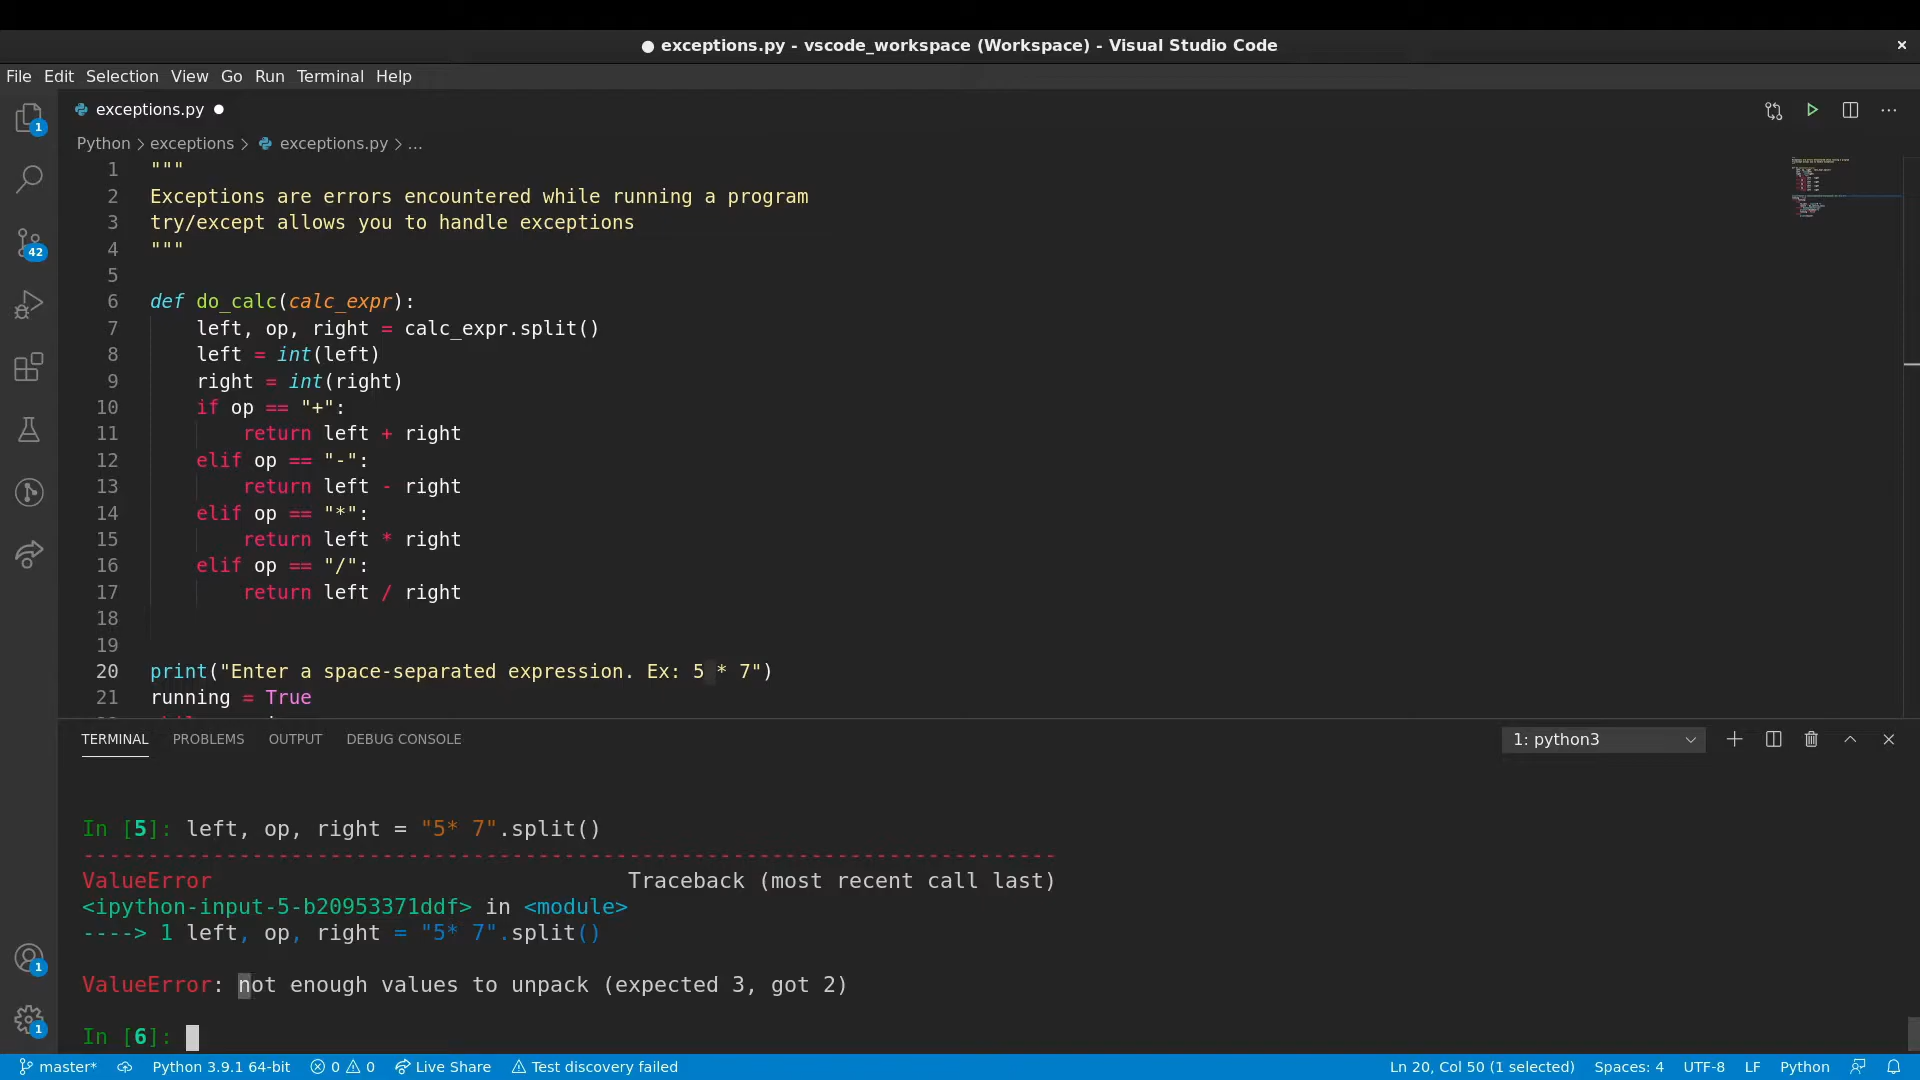 ● exceptions.py - vscode_workspace (Workspace) - Visual Studio Code
File Edit Selection View Go Run Terminal Help
exceptions.py ●
Python > exceptions > exceptions.py > ...
1 """
2 Exceptions are errors encountered while running a program
3 try/except allows you to handle exceptions
4 """
5
6 def do_calc(calc_expr):
7     left, op, right = calc_expr.split()
8     left = int(left)
9     right = int(right)
10     if op == "+":
11         return left + right
12     elif op == "-":
13         return left - right
14     elif op == "*":
15         return left * right
16     elif op == "/":
17         return left / right
18
19
20 print("Enter a space-separated expression. Ex: 5 * 7")
21 running = True
1
42
TERMINAL PROBLEMS OUTPUT DEBUG CONSOLE 1: python3
In [5]: left, op, right = "5* 7".split()
---------------------------------------------------------------------------
ValueError                                Traceback (most recent call last)
<ipython-input-5-b20953371ddf> in <module>
----> 1 left, op, right = "5* 7".split()
ValueError: not enough values to unpack (expected 3, got 2)
In [6]:
1
1
master* Python 3.9.1 64-bit 0 0 Live Share Test discovery failed Ln 20, Col 50 (1 selected) Spaces: 4 UTF-8 LF Python